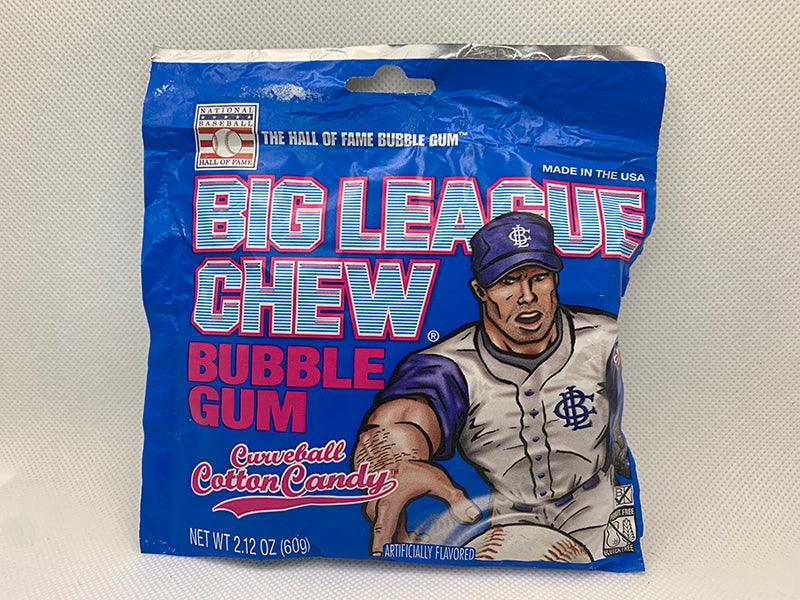 NATIONAL
BASEBALL
HALL OF FAME
THE HALL OF FAME BUBBLE GUM™
MADE IN THE USA
BIG LEAGUE
CHEW®
BUBBLE
GUM
Curveball
Cotton Candy™
NET WT 2.12 OZ (60g)
ARTIFICIALLY FLAVORED
GLUTEN FREE